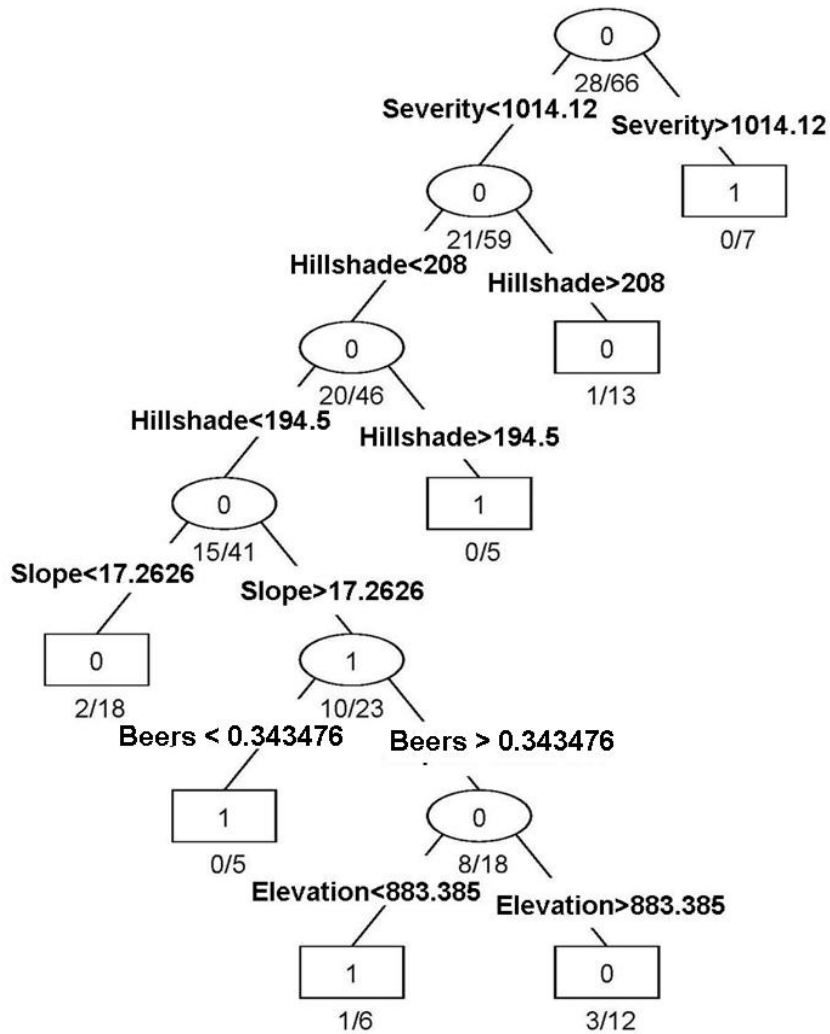 0
28/66
Severity<1014.12 Severity>1014.12
0 1
21/59 0/7
Hillshade<208 Hillshade>208
0 0
20/46 1/13
Hillshade<194.5 Hillshade>194.5
0 1
15/41 0/5
Slope<17.2626 Slope>17.2626
0 1
2/18 10/23
Beers < 0.343476 Beers > 0.343476
1 0
0/5 8/18
Elevation<883.385 Elevation>883.385
1 0
1/6 3/12